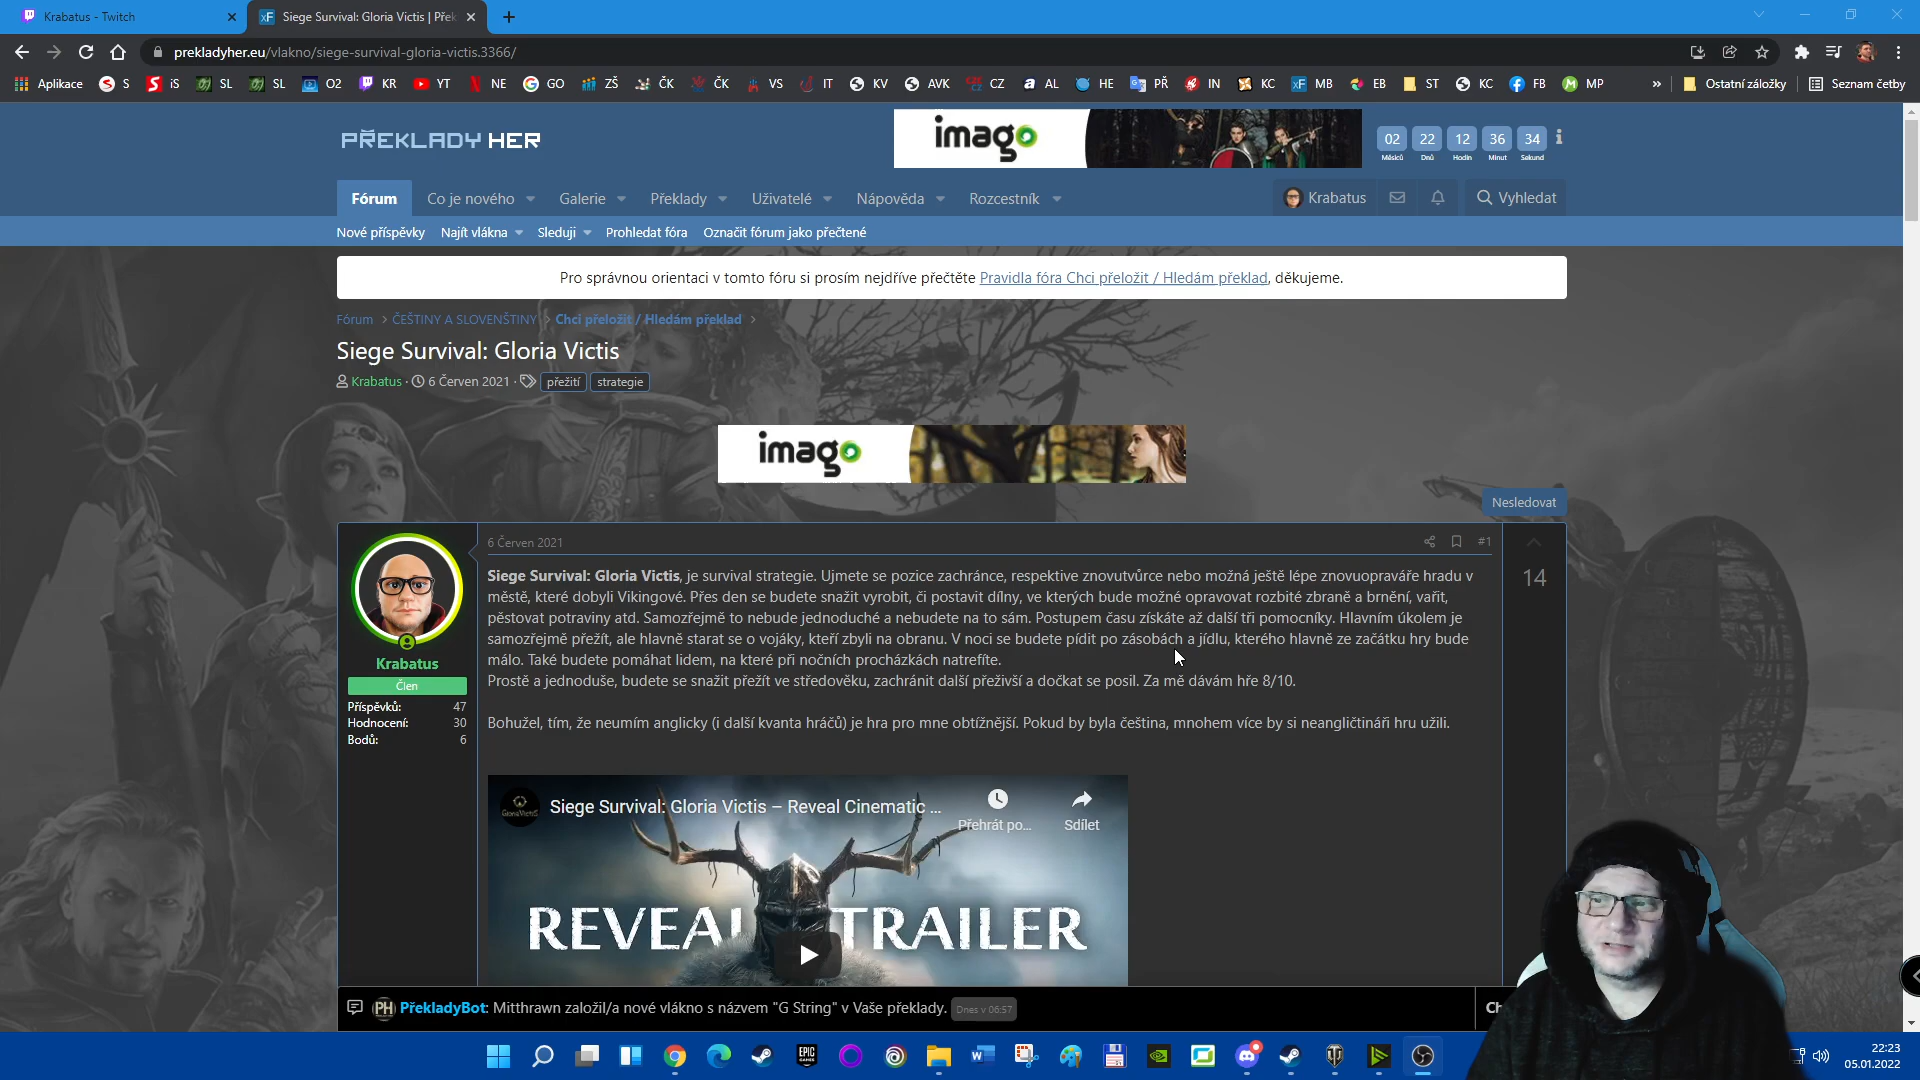 Krabatus - Twitch
Siege Survival: Gloria Victis | Přek
prekladyher.eu/vlakno/siege-survival-gloria-victis.3366/
Aplikace S iS SL SL O2 KR YT NE GO ZŠ ČK ČK VS IT KV AVK CZ AL HE PŘ IN KC MB EB ST KC FB MP » Ostatní záložky Seznam četby
PŘEKLADY HER
imago
02 22 12 36 34
Měsíců Dnů Hodin Minut Sekund
Fórum Co je nového Galerie Překlady Uživatelé Nápověda Rozcestník Krabatus Vyhledat
Nové příspěvky Najít vlákna Sleduji Prohledat fóra Označit fórum jako přečtené
Pro správnou orientaci v tomto fóru si prosím nejdříve přečtěte Pravidla fóra Chci přeložit / Hledám překlad, děkujeme.
Fórum > ČEŠTINY A SLOVENŠTINY > Chci přeložit / Hledám překlad >
Siege Survival: Gloria Victis
Krabatus · 6 Červen 2021 · přežití strategie
imago
Nesledovat
6 Červen 2021 #1
14
Siege Survival: Gloria Victis, je survival strategie. Ujmete se pozice zachránce, respektive znovutvůrce nebo možná ještě lépe znovuopraváře hradu v
městě, které dobyli Vikingové. Přes den se budete snažit vyrobit, či postavit dílny, ve kterých bude možné opravovat rozbité zbraně a brnění, vařit,
pěstovat potraviny atd. Samozřejmě to nebude jednoduché a nebudete na to sám. Postupem času získáte až další tři pomocníky. Hlavním úkolem je
samozřejmě přežít, ale hlavně starat se o vojáky, kteří zbyli na obranu. V noci se budete pídit po zásobách a jídlu, kterého hlavně ze začátku hry bude
málo. Také budete pomáhat lidem, na které při nočních procházkách natrefíte.
Prostě a jednoduše, budete se snažit přežít ve středověku, zachránit další přeživší a dočkat se posil. Za mě dávám hře 8/10.
Bohužel, tím, že neumím anglicky (i další kvanta hráčů) je hra pro mne obtížnější. Pokud by byla čeština, mnohem více by si neangličtináři hru užili.
Krabatus
Člen
Příspěvků: 47
Hodnocení: 30
Bodů: 6
Siege Survival: Gloria Victis – Reveal Cinematic ...
Přehrát po... Sdílet
REVEAL TRAILER
PřekladyBot: Mitthrawn založil/a nové vlákno s názvem "G String" v Vaše překlady. Dnes v 06:57
22:23
05.01.2022